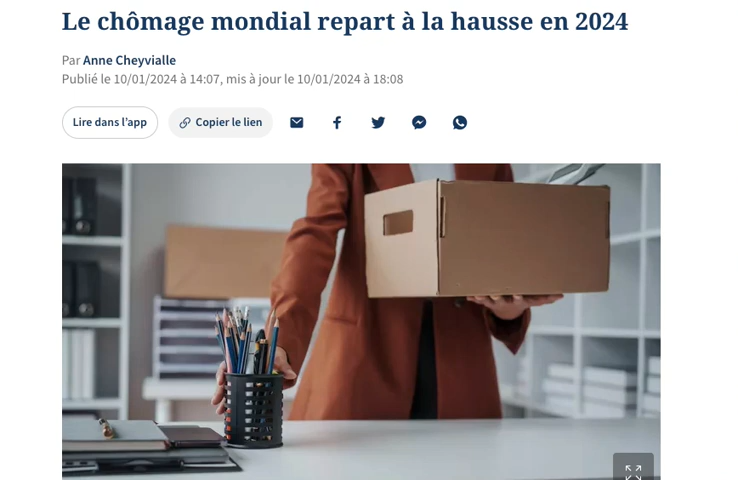 Le chômage mondial repart à la hausse en 2024
Par Anne Cheyvialle
Publié le 10/01/2024 à 14:07, mis à jour le 10/01/2024 à 18:08
Lire dans l'app
Copier le lien